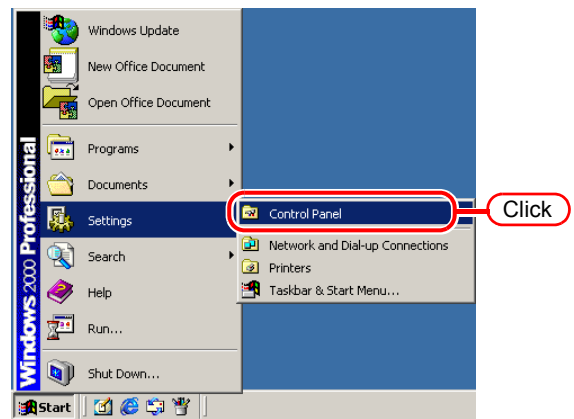 Windows Update
New Office Document
Open Office Document
Programs
Documents
Settings
Search
Help
Run...
Shut Down...
Windows 2000 Professional
Control Panel
Network and Dial-up Connections
Printers
Taskbar & Start Menu...
Click
Start